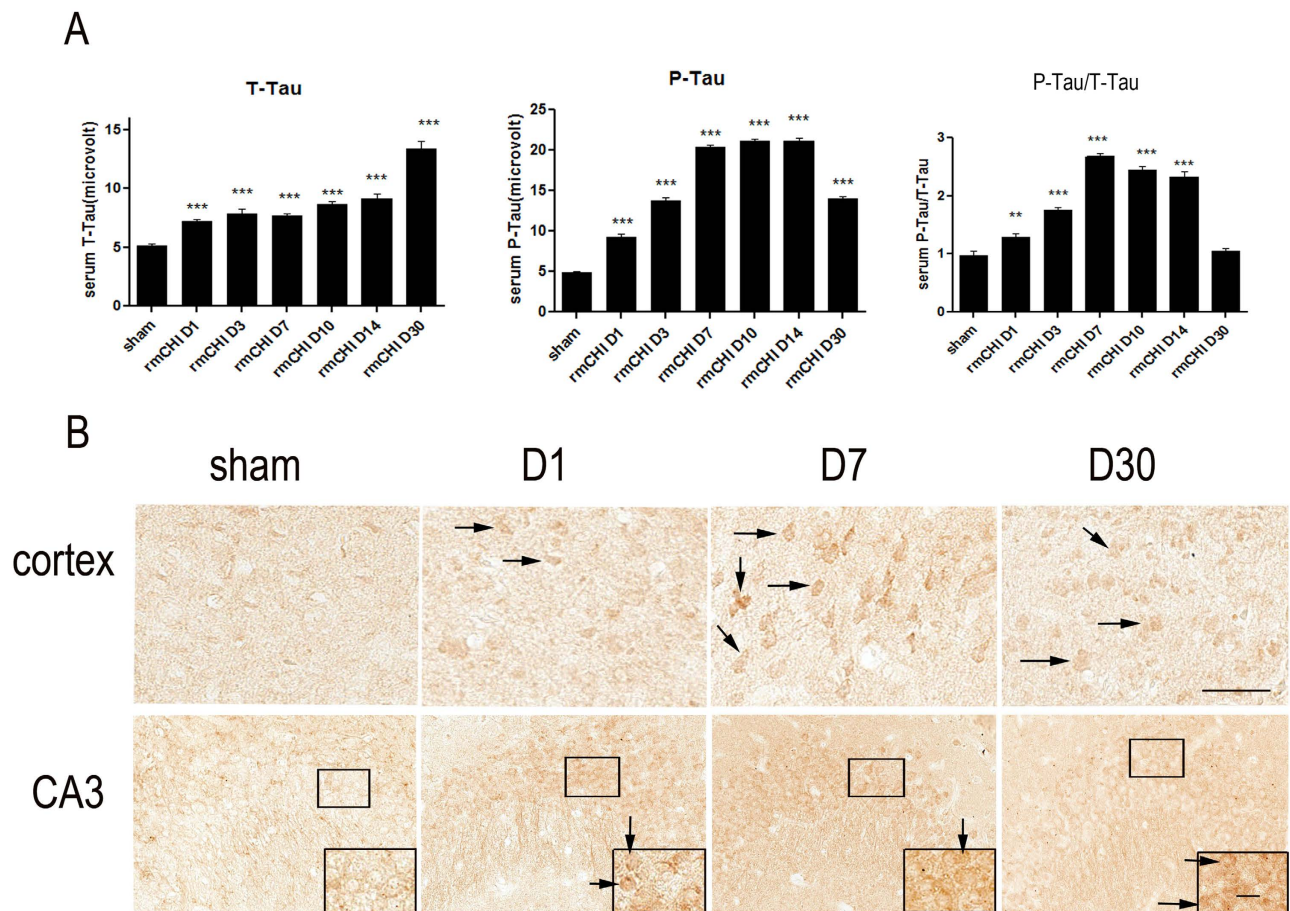 A
T-Tau
serum T-Tau(microvolt)
15
10
5
0
***
***
***
***
***
***
sham
rmCHI D1
rmCHI D3
rmCHI D7
rmCHI D10
rmCHI D14
rmCHI D30
P-Tau
serum P-Tau(microvolt)
25
20
15
10
5
0
***
***
***
***
***
***
sham
rmCHI D1
rmCHI D3
rmCHI D7
rmCHI D10
rmCHI D14
rmCHI D30
P-Tau/T-Tau
serum P-Tau/T-Tau
3
2
1
0
**
***
***
***
***
sham
rmCHI D1
rmCHI D3
rmCHI D7
rmCHI D10
rmCHI D14
rmCHI D30
B
sham D1 D7 D30
cortex
CA3